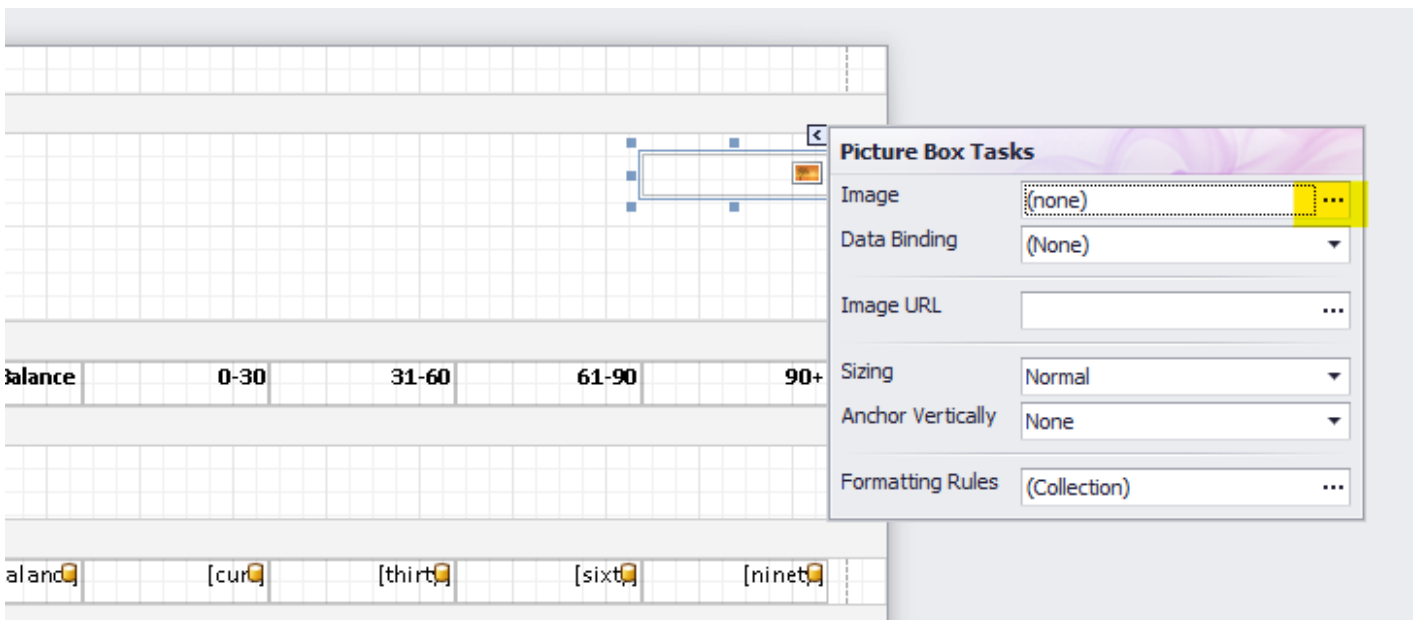 Picture Box Tasks
Image (none) ...
Data Binding (None)
Image URL ...
Balance 0-30 31-60 61-90 90+
Sizing Normal
Anchor Vertically None
Formatting Rules (Collection) ...
[cur [thirt [sixt [ninet